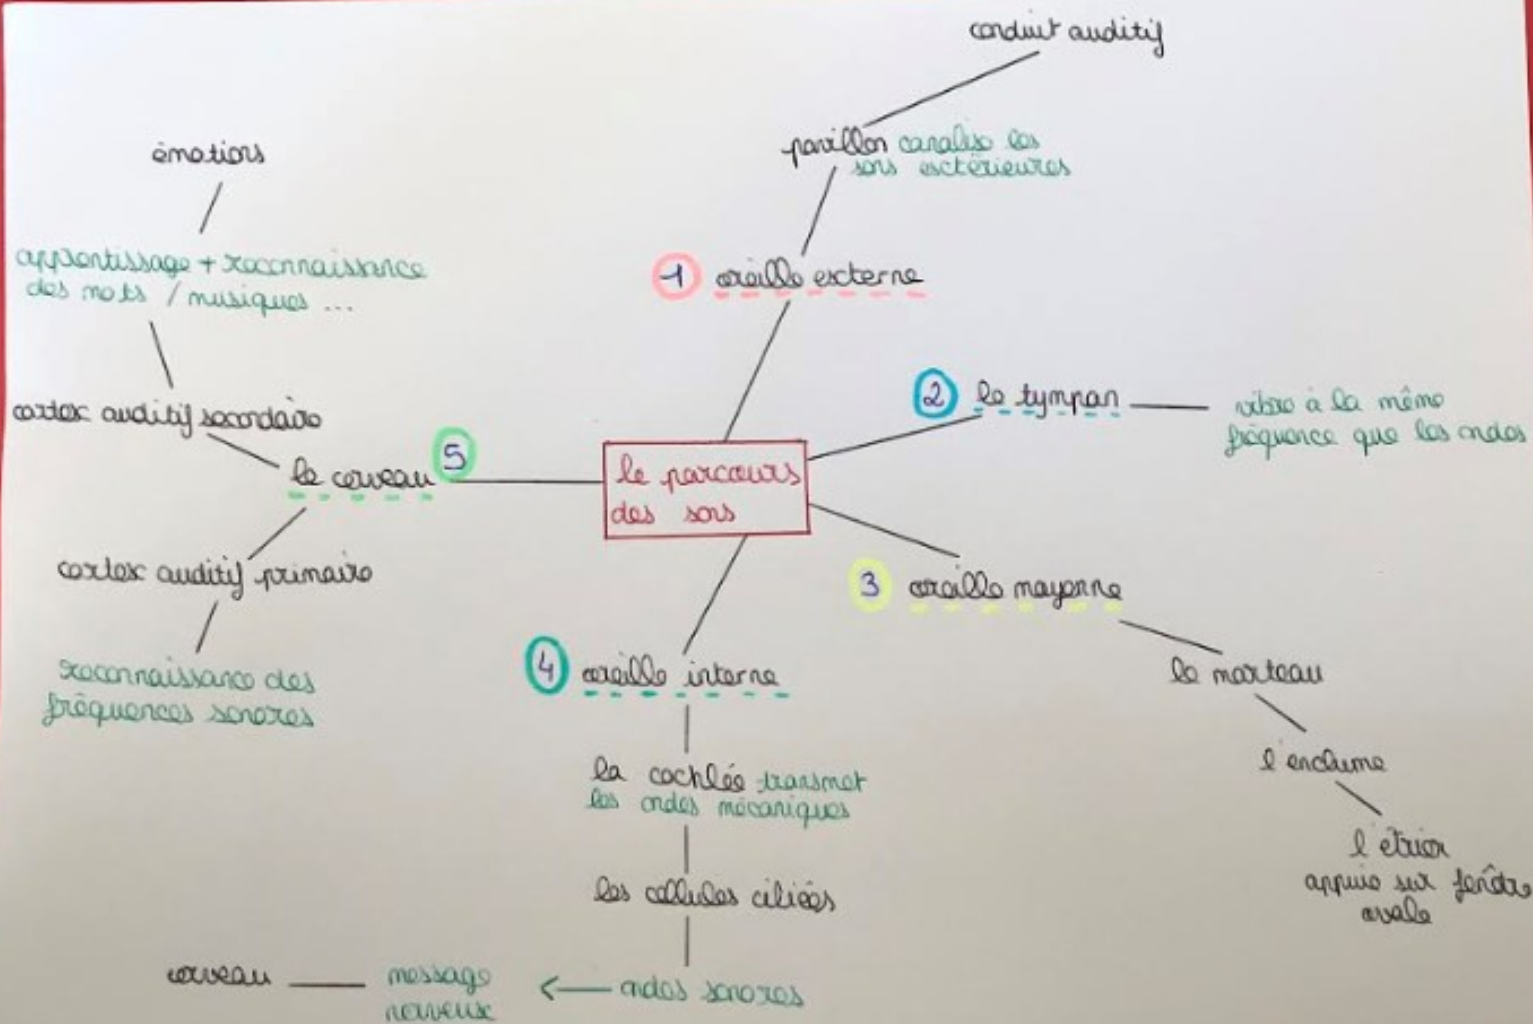 conduit auditif
pavillon canalise les
sons esctérieures
émotions
1 oreille escterne
apprentissage + reconnaissance
des mots / musiques ...
2 le tympan
vibre à la même
fréquence que les ondes
cortex auditif secondaire
le cerveau 5
le parcours
des sons
cortex auditif primaire
3 oreille moyenne
reconnaissance des
fréquences sonores
4 oreille interne
le marteau
la cochlée transmet
les ondes mécaniques
l'enclume
les cellules ciliées
l'étrier
appuie sur fenêtre
ovale
cerveau
message
nerveux
ondes sonores